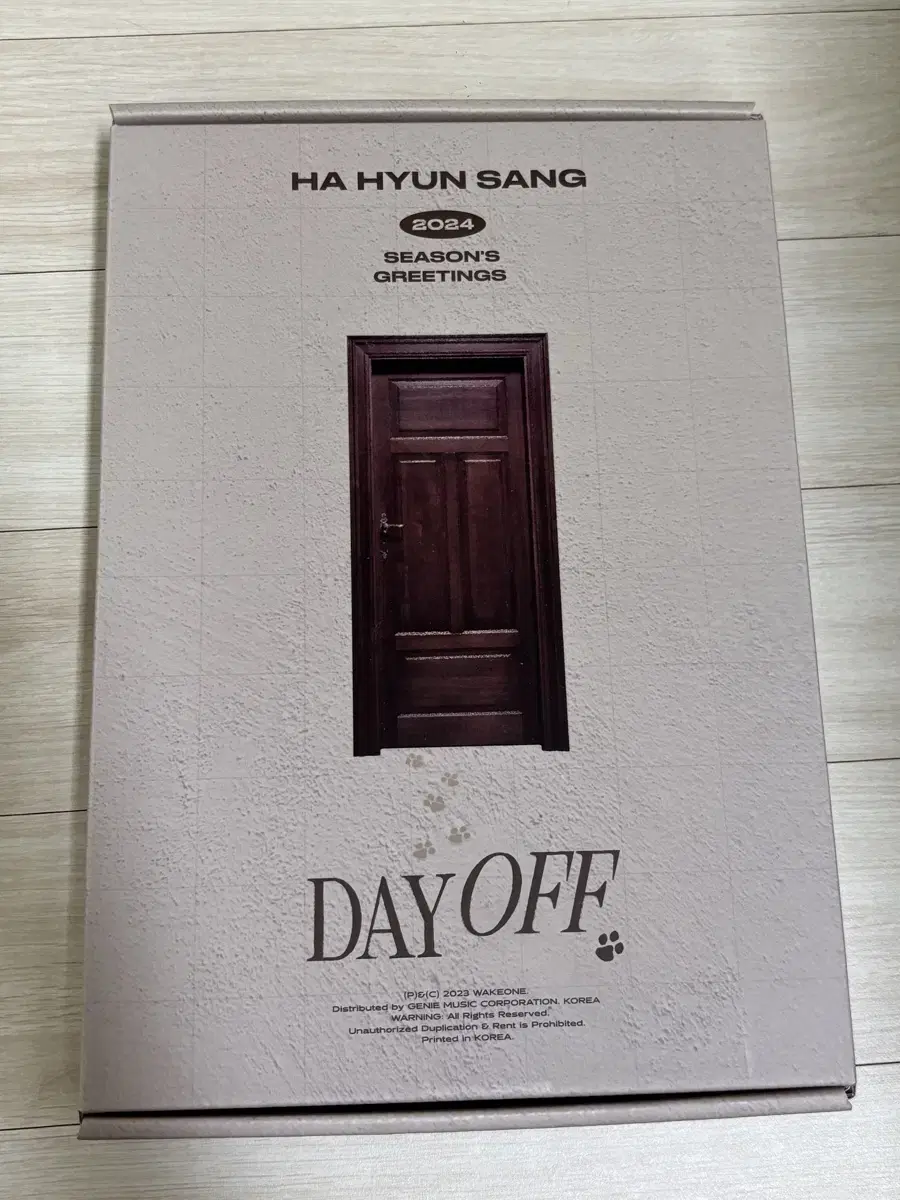 HA HYUN SANG
2024
SEASON'S
GREETINGS
DAY OFF
(P)&(C) 2023 WAKEONE.
Distributed by GENIE MUSIC CORPORATION, KOREA
WARNING: All Rights Reserved.
Unauthorized Duplication & Rent is Prohibited.
Printed in KOREA.